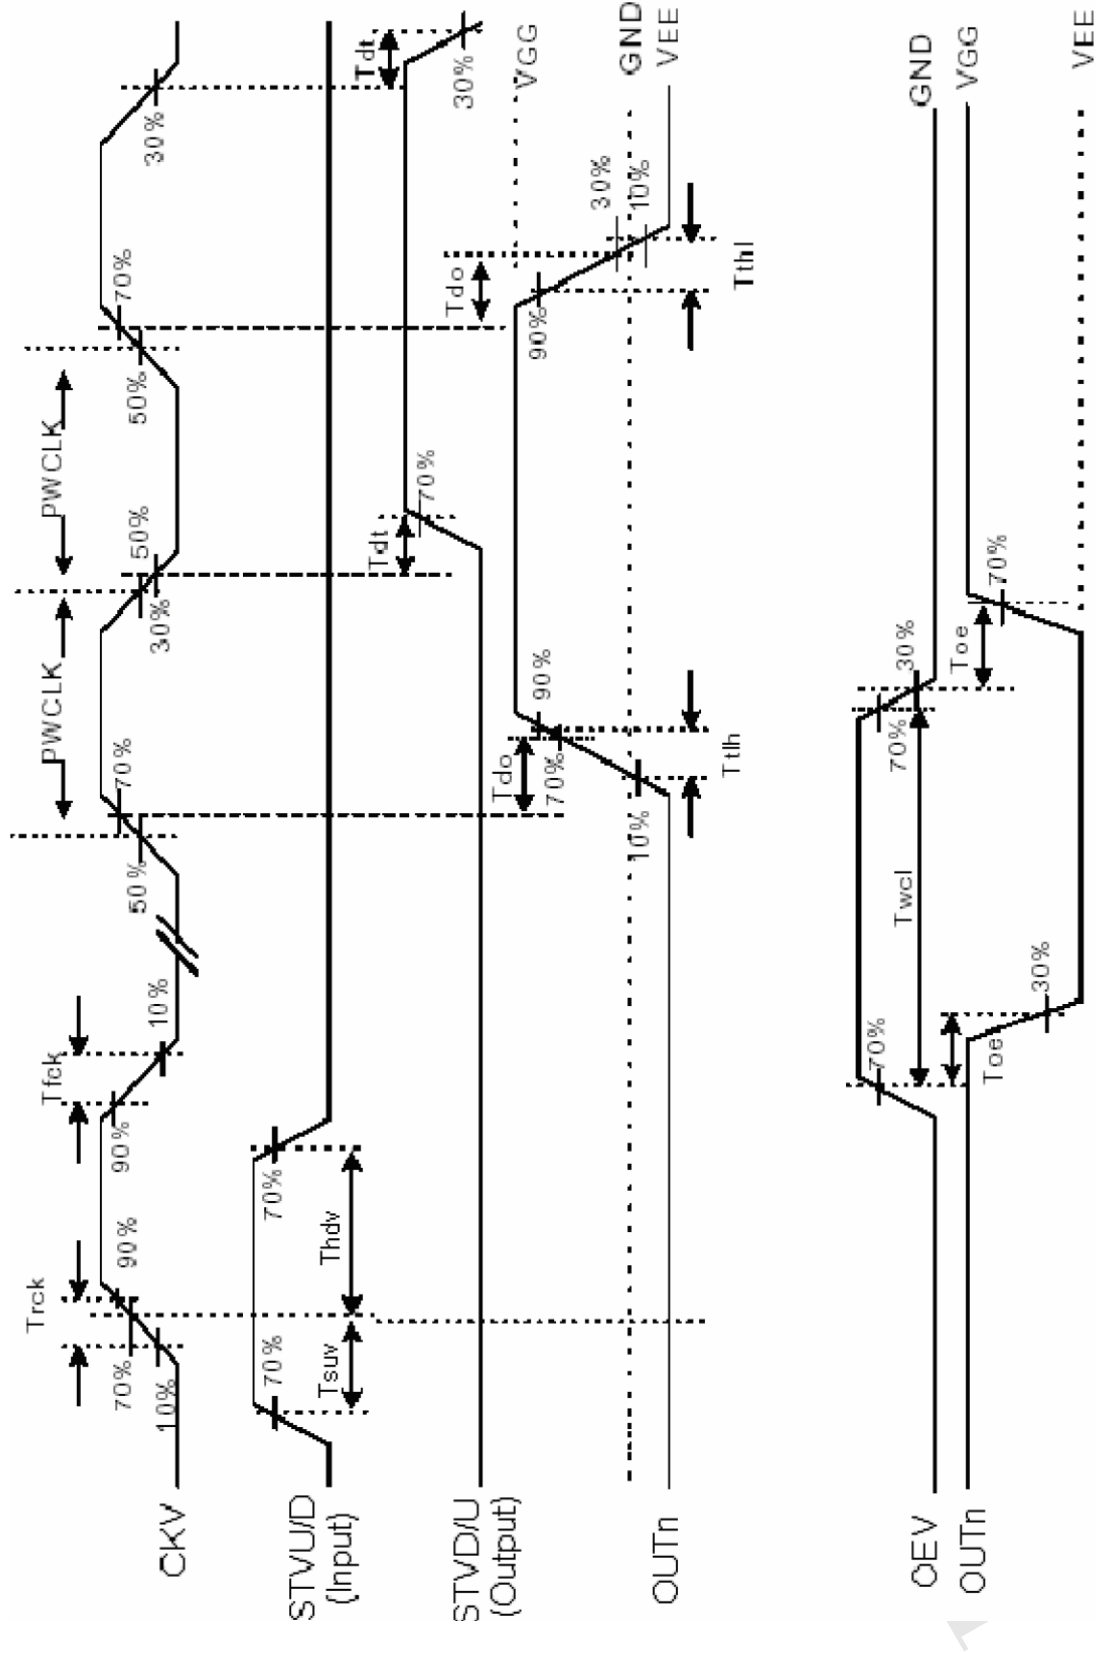 Trck
Tfck
PWCLK
PWCLK
CKV
10%
70%
90%
90%
10%
50%
70%
30%
50%
50%
70%
30%
STVU/D
(Input)
70%
Tsuv
Thdv
70%
STVD/U
(Output)
Tdt
70%
Tdt
30%
OUTn
10%
Tdo
70%
90%
Ttlh
90%
Tdo
30%
10%
Tthl
VGG
GND
VEE
OEV
70%
Twcl
70%
30%
GND
OUTn
Toe
30%
Toe
70%
VGG
VEE